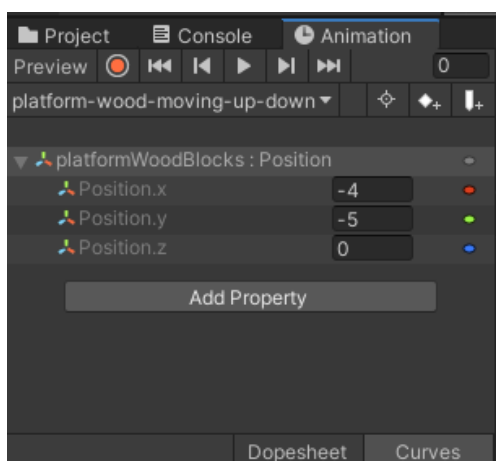 Project Console Animation
Preview 0
platform-wood-moving-up-down
platformWoodBlocks : Position
Position.x -4
Position.y -5
Position.z 0
Add Property
Dopesheet Curves